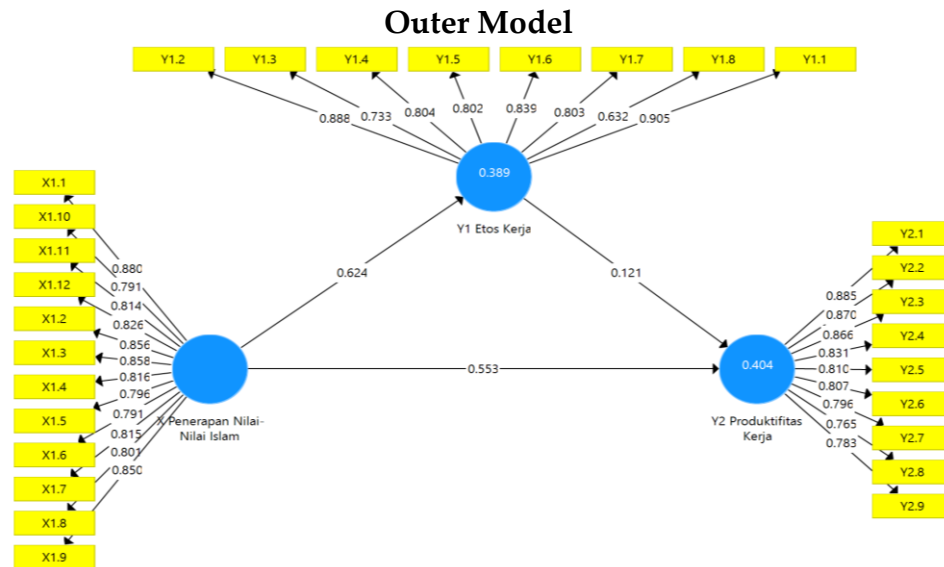 Outer Model
Y1.2
Y1.3
Y1.4
Y1.5
Y1.6
Y1.7
Y1.8
Y1.1
0.888
0.733
0.804
0.802
0.839
0.803
0.632
0.905
0.389
Y1 Etos Kerja
X1.1
X1.10
X1.11
X1.12
X1.2
X1.3
X1.4
X1.5
X1.6
X1.7
X1.8
X1.9
0.880
0.791
0.814
0.826
0.856
0.858
0.816
0.796
0.791
0.815
0.801
0.850
X Penerapan Nilai-
Nilai Islam
0.624
0.121
0.553
0.404
Y2 Produktifitas
Kerja
0.885
0.870
0.866
0.831
0.810
0.807
0.796
0.765
0.783
Y2.1
Y2.2
Y2.3
Y2.4
Y2.5
Y2.6
Y2.7
Y2.8
Y2.9